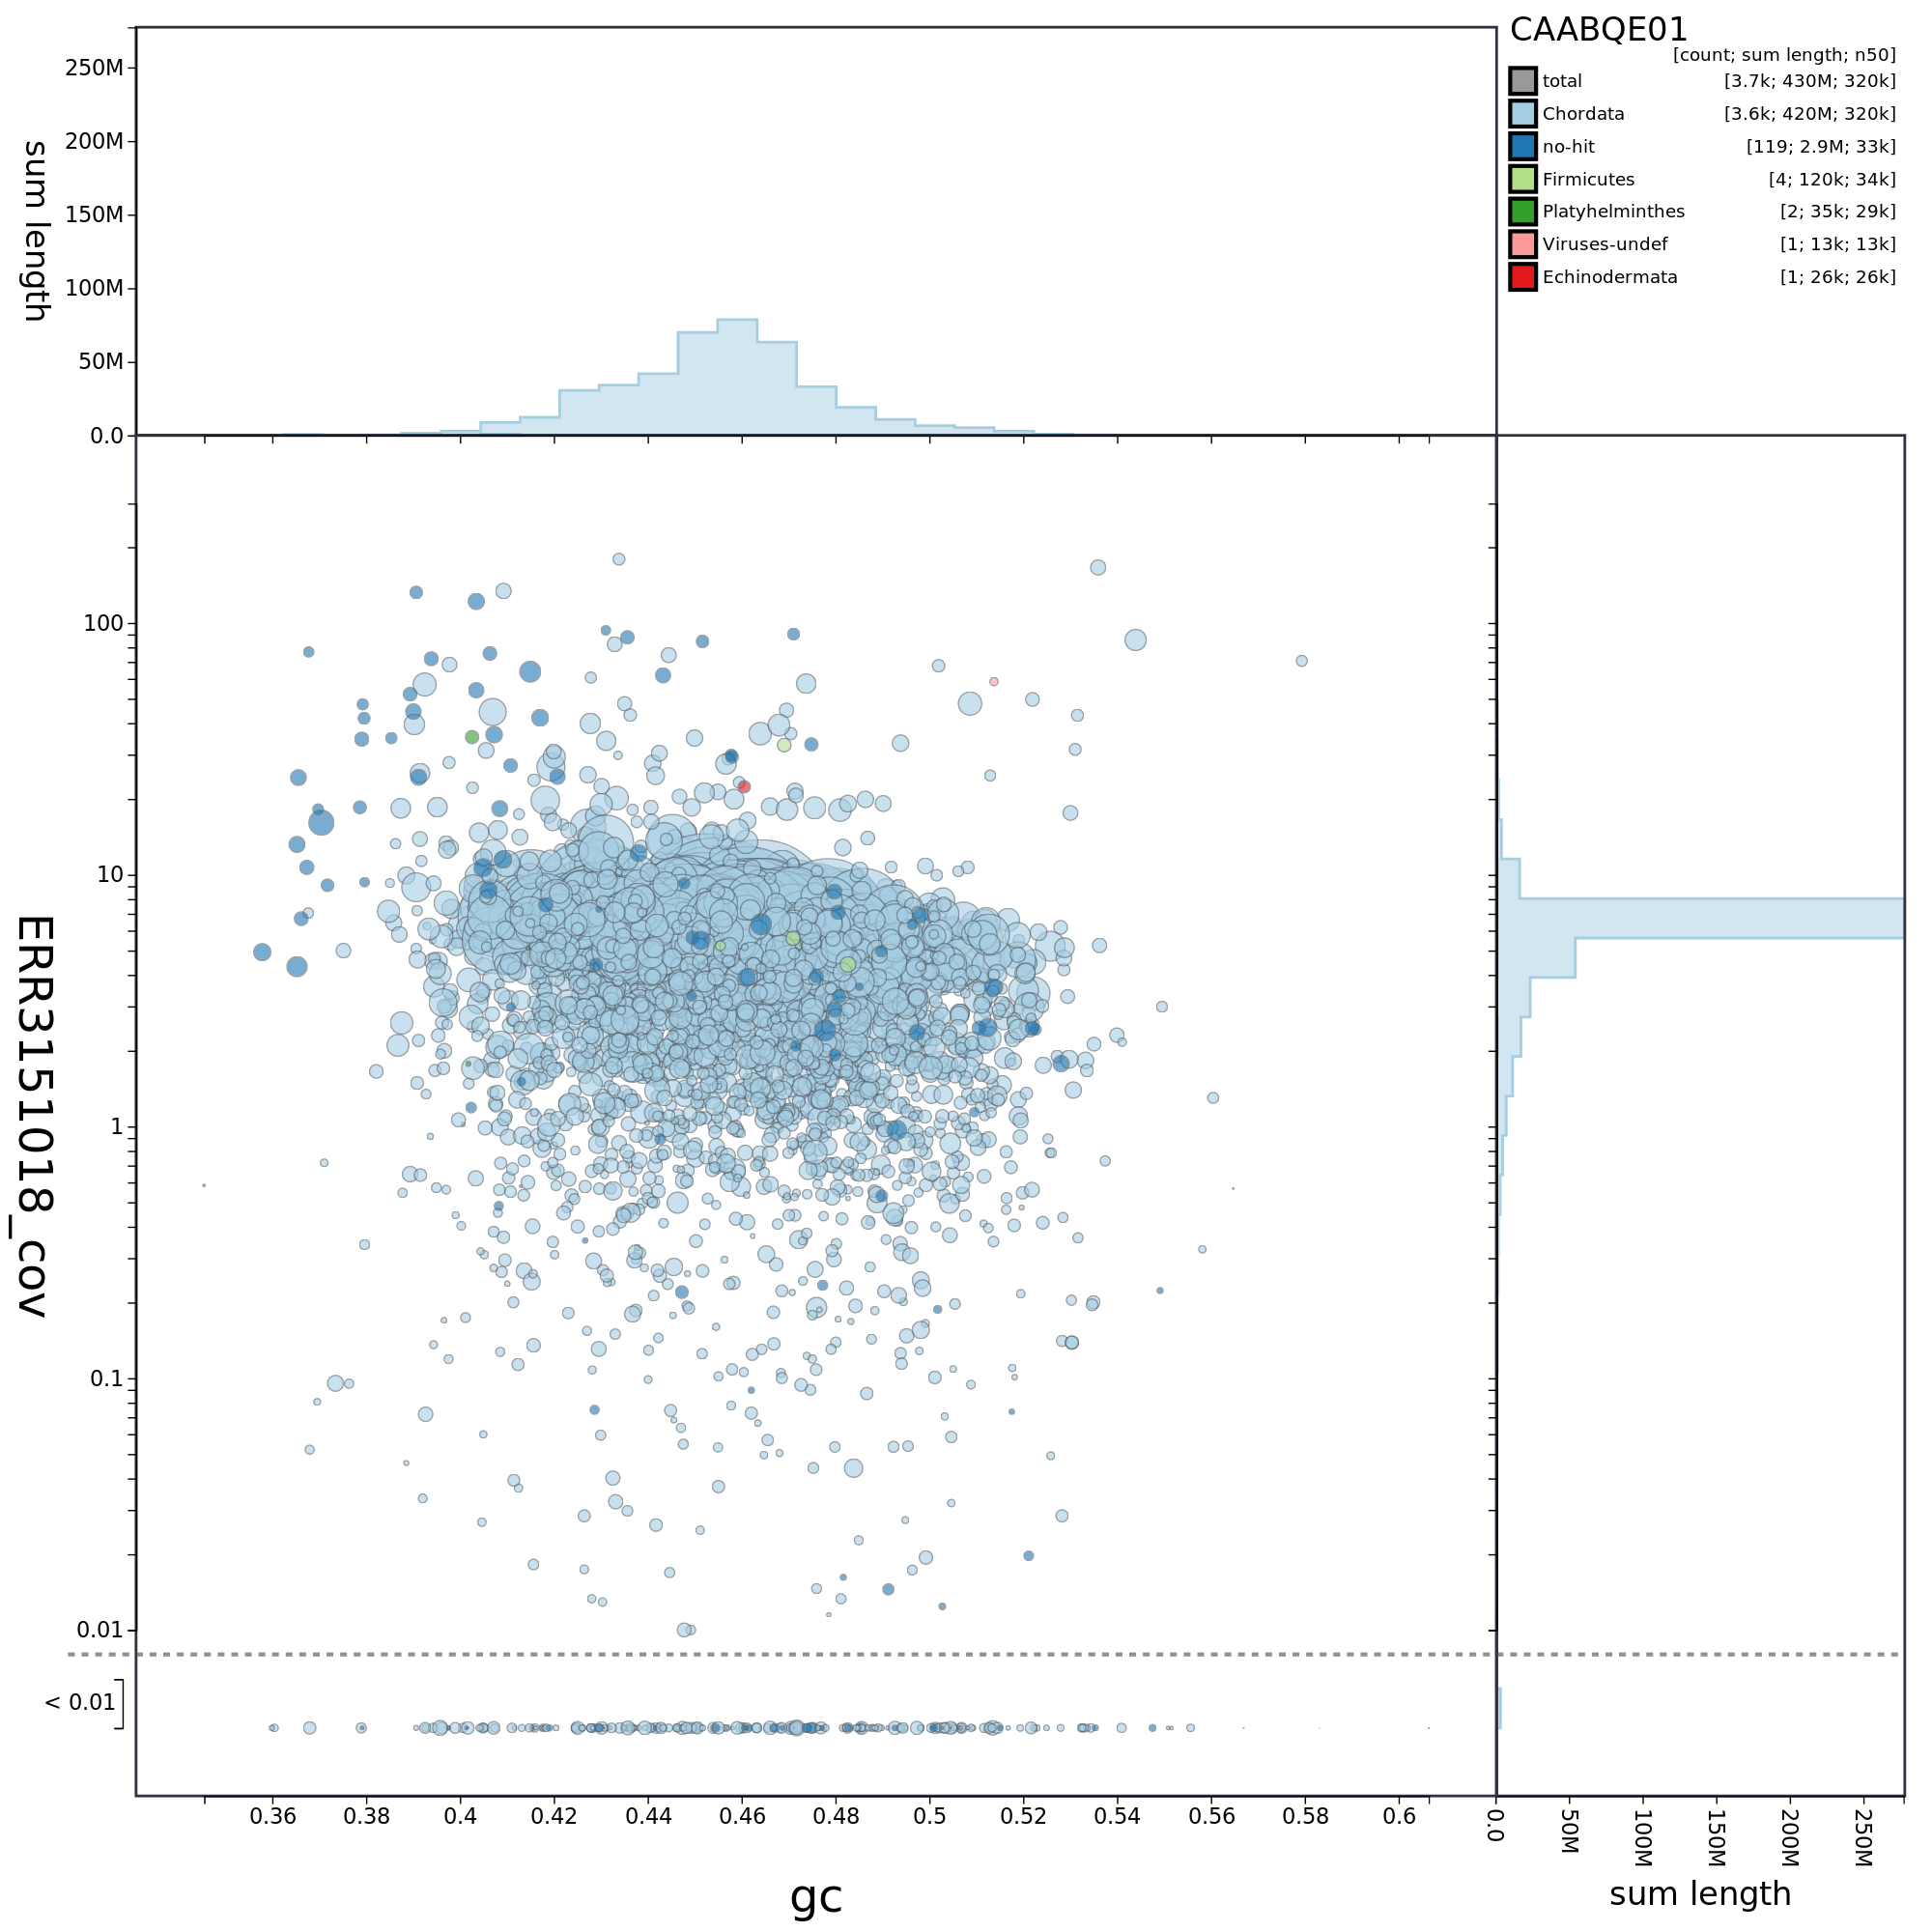 CAABQE01
[count; sum length; n50]
total [3.7k; 430M; 320k]
Chordata [3.6k; 420M; 320k]
no-hit [119; 2.9M; 33k]
Firmicutes [4; 120k; 34k]
Platyhelminthes [2; 35k; 29k]
Viruses-undef [1; 13k; 13k]
Echinodermata [1; 26k; 26k]
sum length
250M
200M
150M
100M
50M
0.0
ERR3151018_cov
100
10
1
0.1
0.01
< 0.01
0.36 0.38 0.4 0.42 0.44 0.46 0.48 0.5 0.52 0.54 0.56 0.58 0.6
gc
0.0 50M 100M 150M 200M 250M
sum length